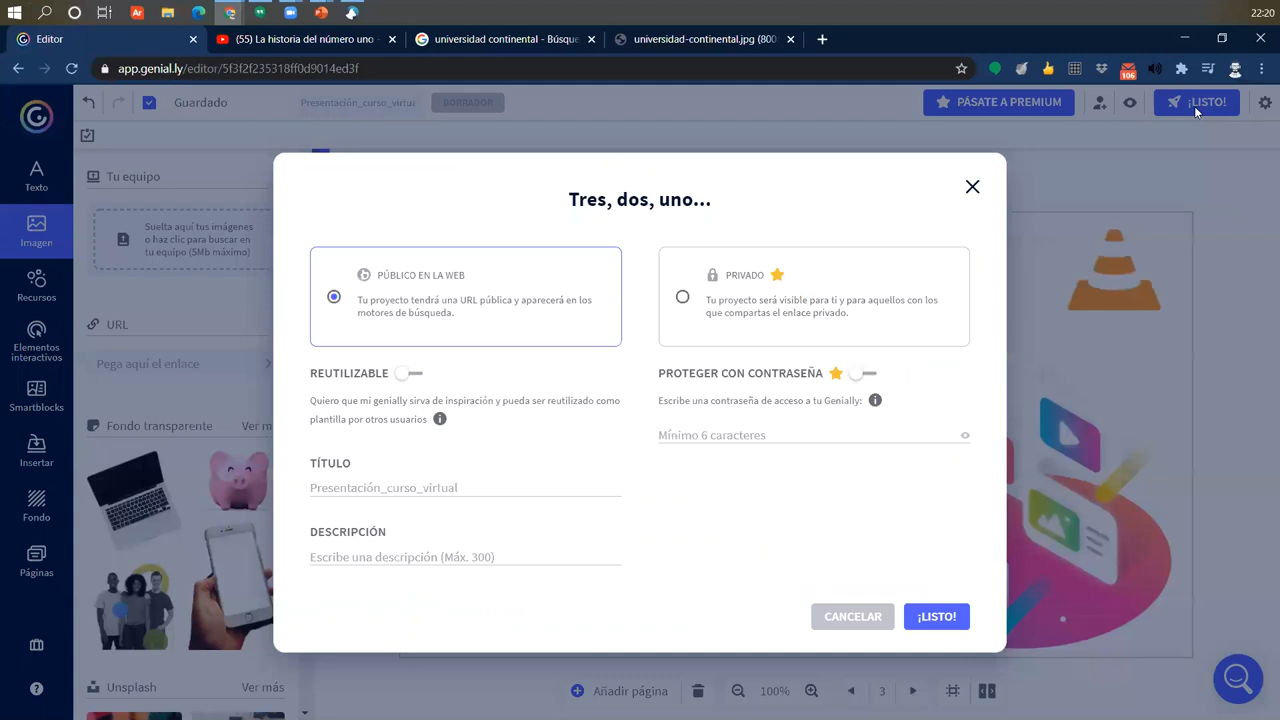 22:20
Editor
(55) La historia del número uno -
universidad continental - Búsque
universidad-continental.jpg (800
app.genial.ly/editor/5f3f2f235318ff0d9014ed3f
106
Guardado
Presentación_curso_virtua
BORRADOR
PÁSATE A PREMIUM
¡LISTO!
Texto
Imagen
Recursos
Elementos
interactivos
Smartblocks
Insertar
Fondo
Páginas
Tu equipo
Suelta aquí tus imágenes
o haz clic para buscar en
tu equipo (5Mb máximo)
URL
Pega aquí el enlace
Fondo transparente
Ver m
Unsplash
Ver más
Tres, dos, uno...
PÚBLICO EN LA WEB
Tu proyecto tendrá una URL pública y aparecerá en los
motores de búsqueda.
PRIVADO
Tu proyecto será visible para ti y para aquellos con los
que compartas el enlace privado.
REUTILIZABLE
Quiero que mi genially sirva de inspiración y pueda ser reutilizado como
plantilla por otros usuarios
PROTEGER CON CONTRASEÑA
Escribe una contraseña de acceso a tu Genially:
Mínimo 6 caracteres
TÍTULO
Presentación_curso_virtual
DESCRIPCIÓN
Escribe una descripción (Máx. 300)
CANCELAR
¡LISTO!
Añadir página
100%
3